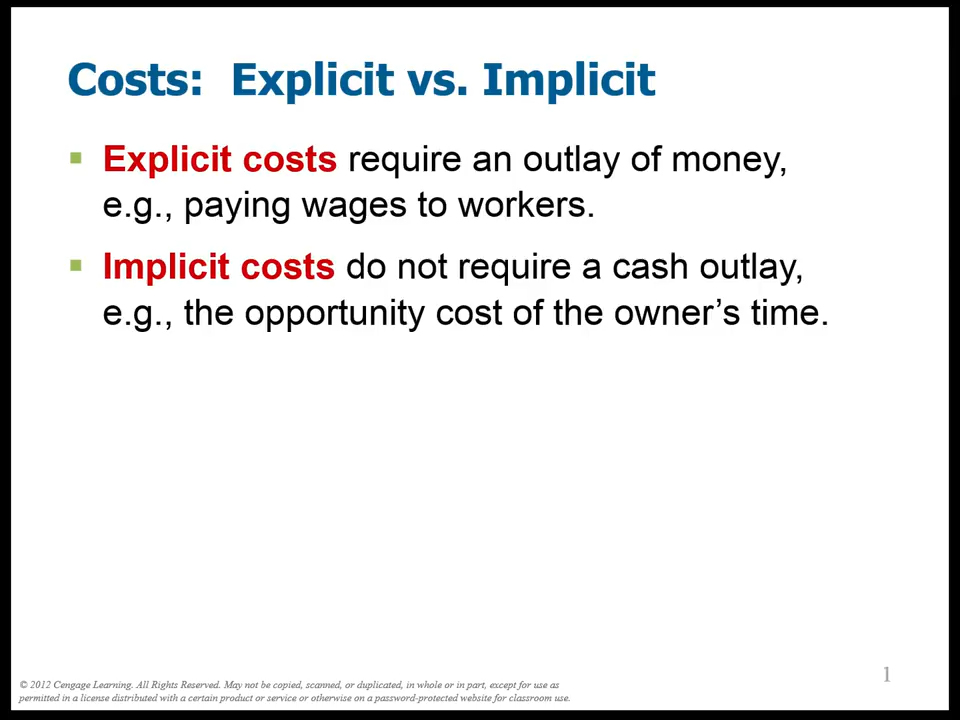 Costs:  Explicit vs. Implicit
▪ Explicit costs require an outlay of money,
e.g., paying wages to workers.
▪ Implicit costs do not require a cash outlay,
e.g., the opportunity cost of the owner’s time.
1
© 2012 Cengage Learning. All Rights Reserved. May not be copied, scanned, or duplicated, in whole or in part, except for use as
permitted in a license distributed with a certain product or service or otherwise on a password-protected website for classroom use.